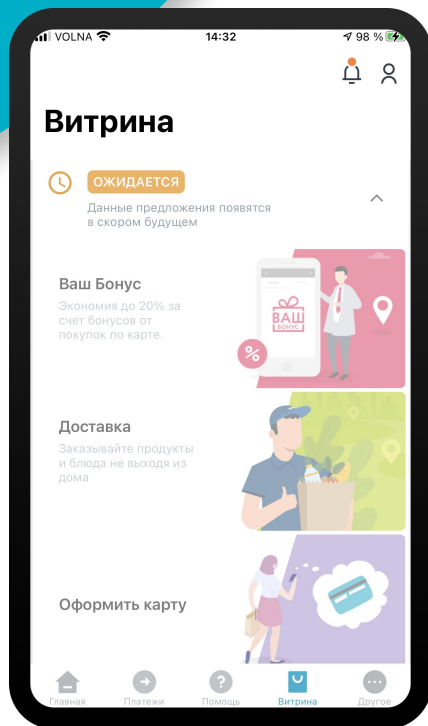 VOLNA 14:32 98 %
Витрина
ОЖИДАЕТСЯ
Данные предложения появятся
в скором будущем
Ваш Бонус
Экономия до 20% за
счет бонусов от
покупок по карте.
ВАШ
БОНУС
%
Доставка
Заказывайте продукты
и блюда не выходя из
дома
Оформить карту
Главная Платежи Помощь Витрина Другое